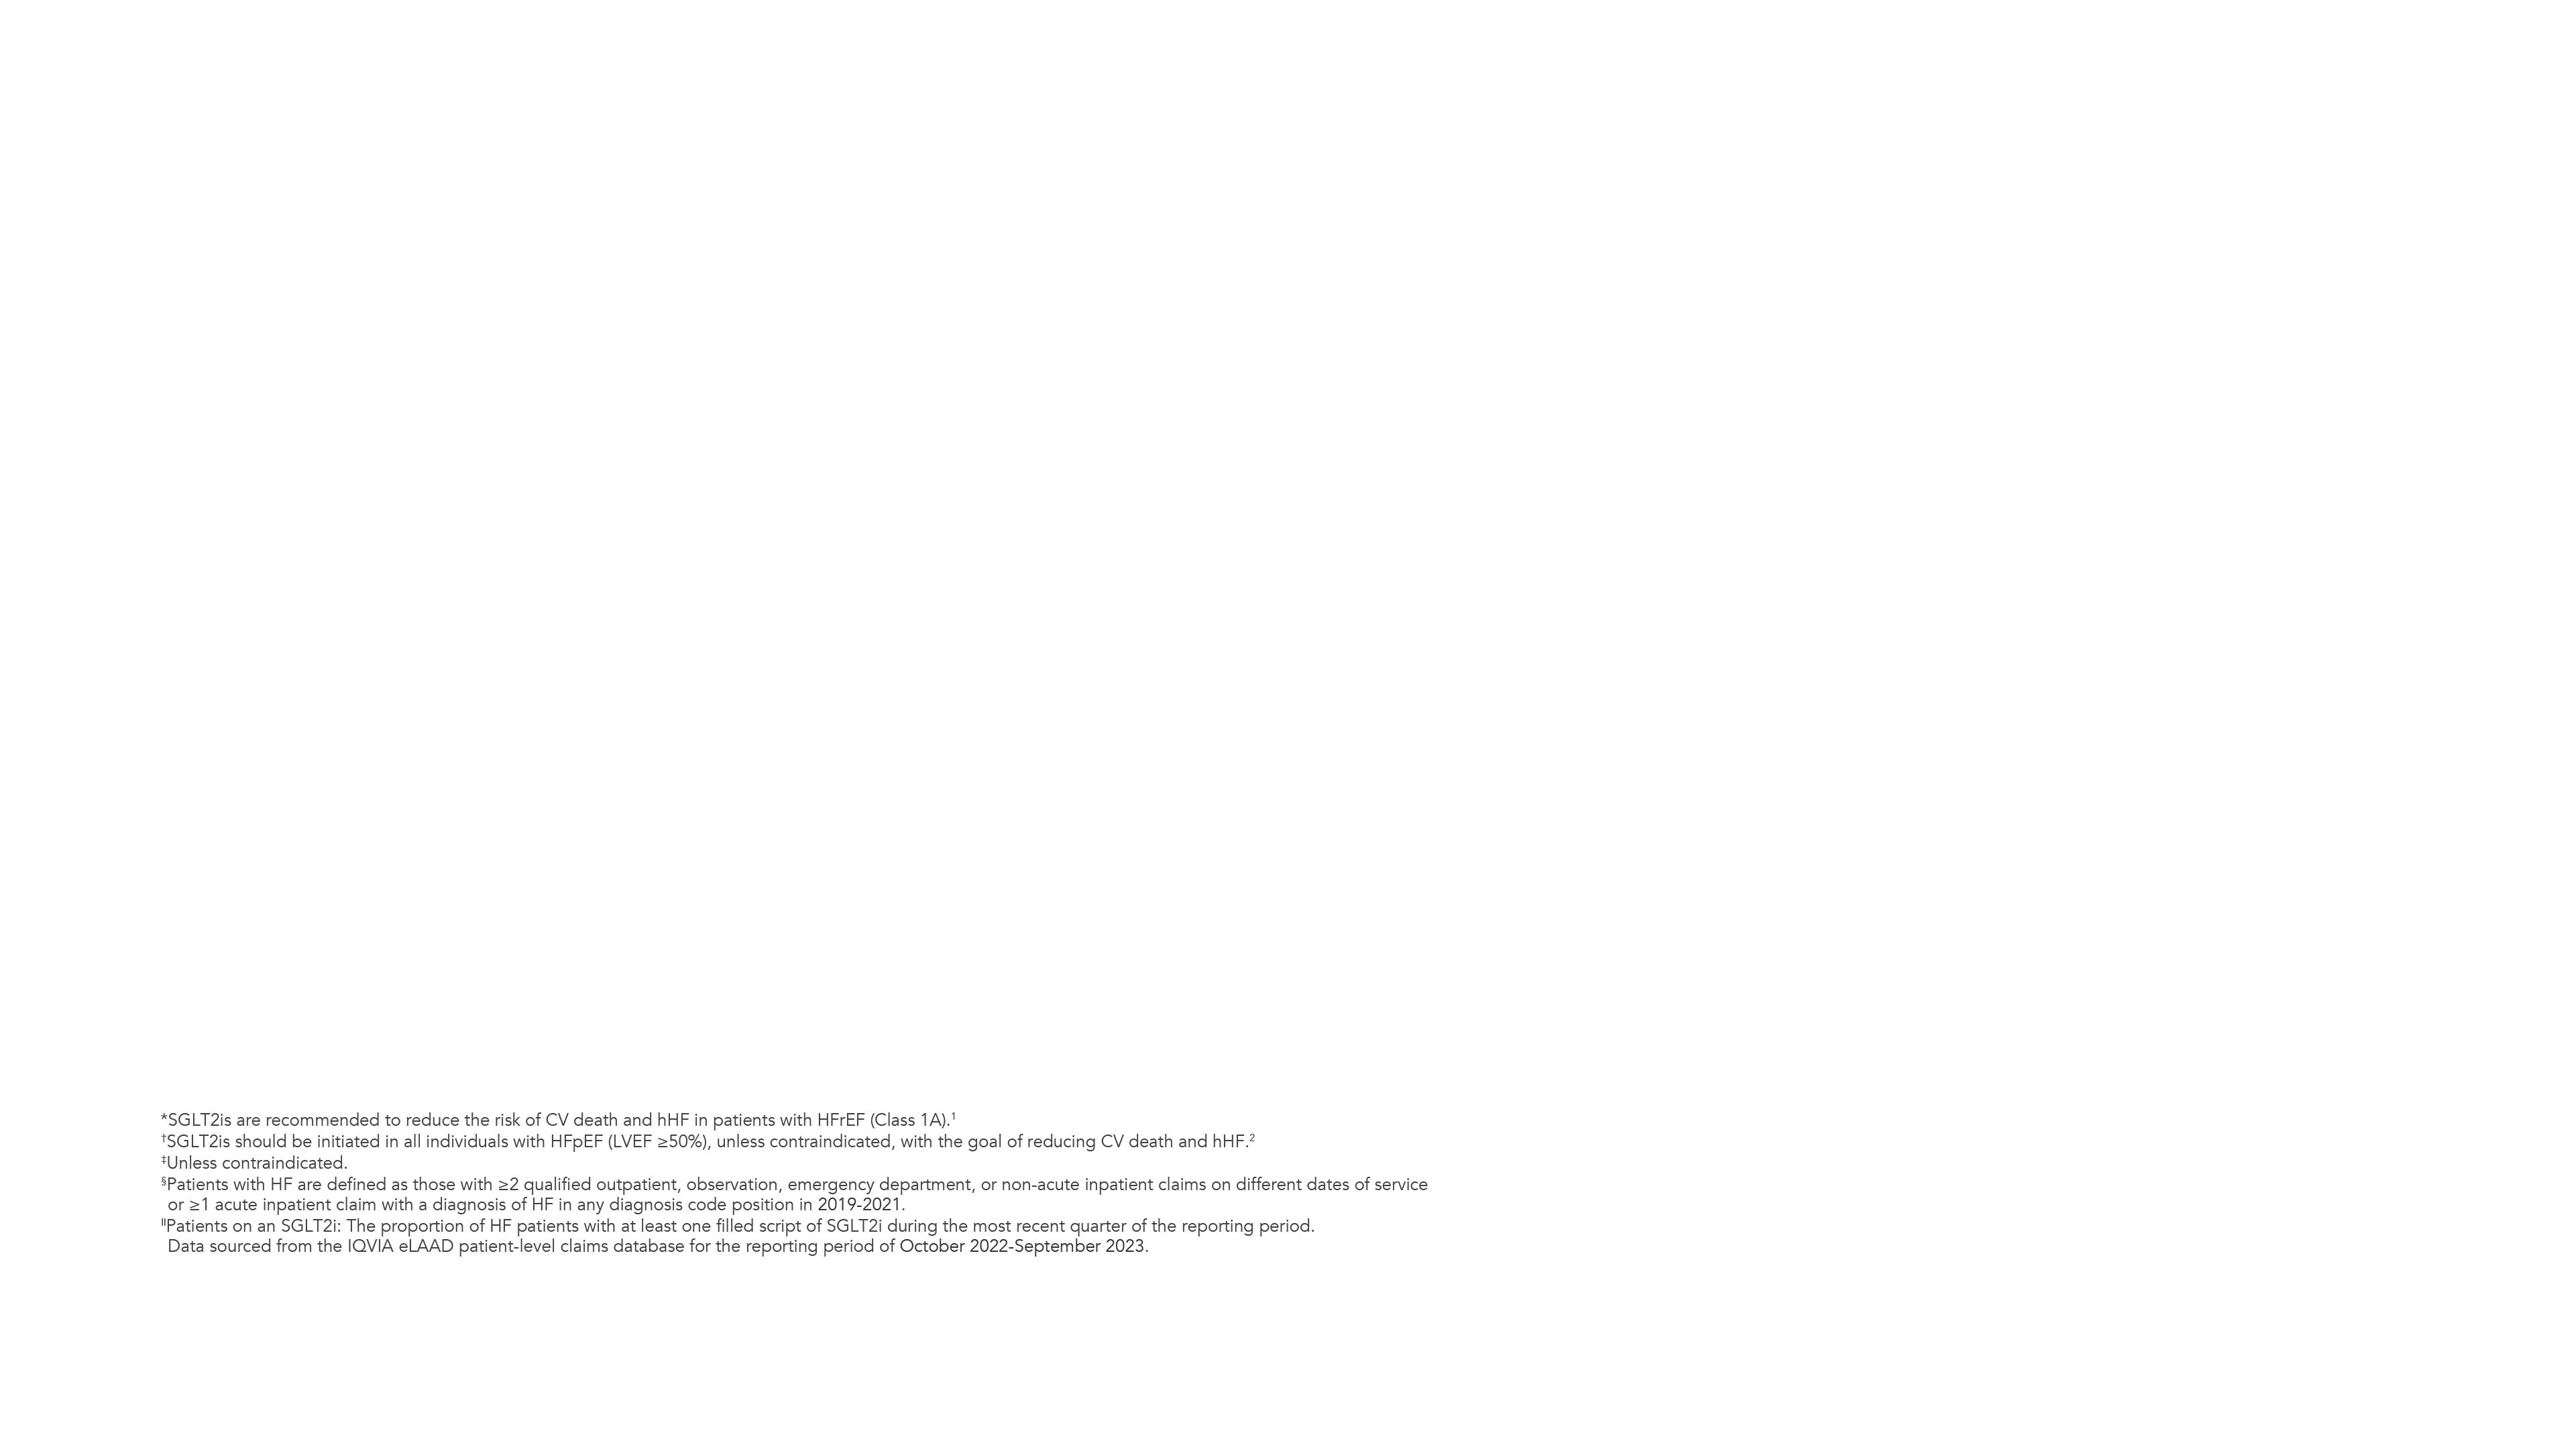 *SGLT2is are recommended to reduce the risk of CV death and hHF in patients with HFrEF (Class 1A).¹
†SGLT2is should be initiated in all individuals with HFpEF (LVEF ≥50%), unless contraindicated, with the goal of reducing CV death and hHF.²
‡Unless contraindicated.
§Patients with HF are defined as those with ≥2 qualified outpatient, observation, emergency department, or non-acute inpatient claims on different dates of service
or ≥1 acute inpatient claim with a diagnosis of HF in any diagnosis code position in 2019-2021.
‖Patients on an SGLT2i: The proportion of HF patients with at least one filled script of SGLT2i during the most recent quarter of the reporting period.
Data sourced from the IQVIA eLAAD patient-level claims database for the reporting period of October 2022-September 2023.